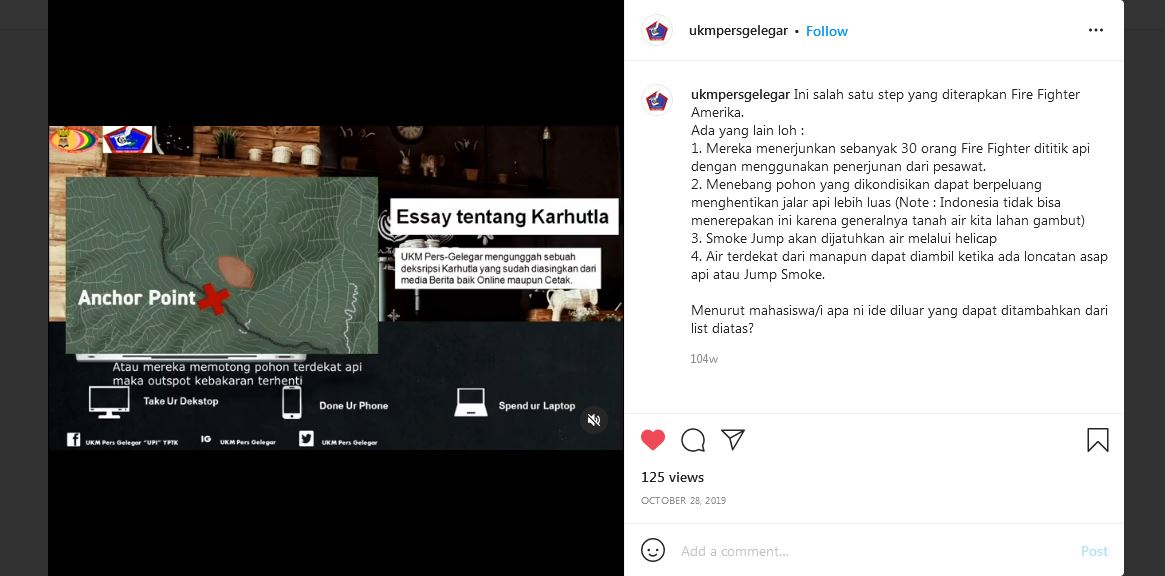 Essay tentang Karhutla
UKM Pers-Gelegar mengunggah sebuah
deksripsi Karhutla yang sudah diasingkan dari
media Berita baik Online maupun Cetak.
Anchor Point
Atau mereka memotong pohon terdekat api
maka outspot kebakaran terhenti
Take Ur Dekstop
Done Ur Phone
Spend ur Laptop
UKM Pers Gelegar "UPI" YPTK
IG UKM Pers Gelegar
UKM Pers Gelegar
ukmpersgelegar • Follow
ukmpersgelegar Ini salah satu step yang diterapkan Fire Fighter
Amerika.
Ada yang lain loh :
1. Mereka menerjunkan sebanyak 30 orang Fire Fighter dititik api
dengan menggunakan penerjunan dari pesawat.
2. Menebang pohon yang dikondisikan dapat berpeluang
menghentikan jalar api lebih luas (Note : Indonesia tidak bisa
menerepakan ini karena generalnya tanah air kita lahan gambut)
3. Smoke Jump akan dijatuhkan air melalui helicap
4. Air terdekat dari manapun dapat diambil ketika ada loncatan asap
api atau Jump Smoke.
Menurut mahasiswa/i apa ni ide diluar yang dapat ditambahkan dari
list diatas?
104w
125 views
OCTOBER 28, 2019
Add a comment...
Post